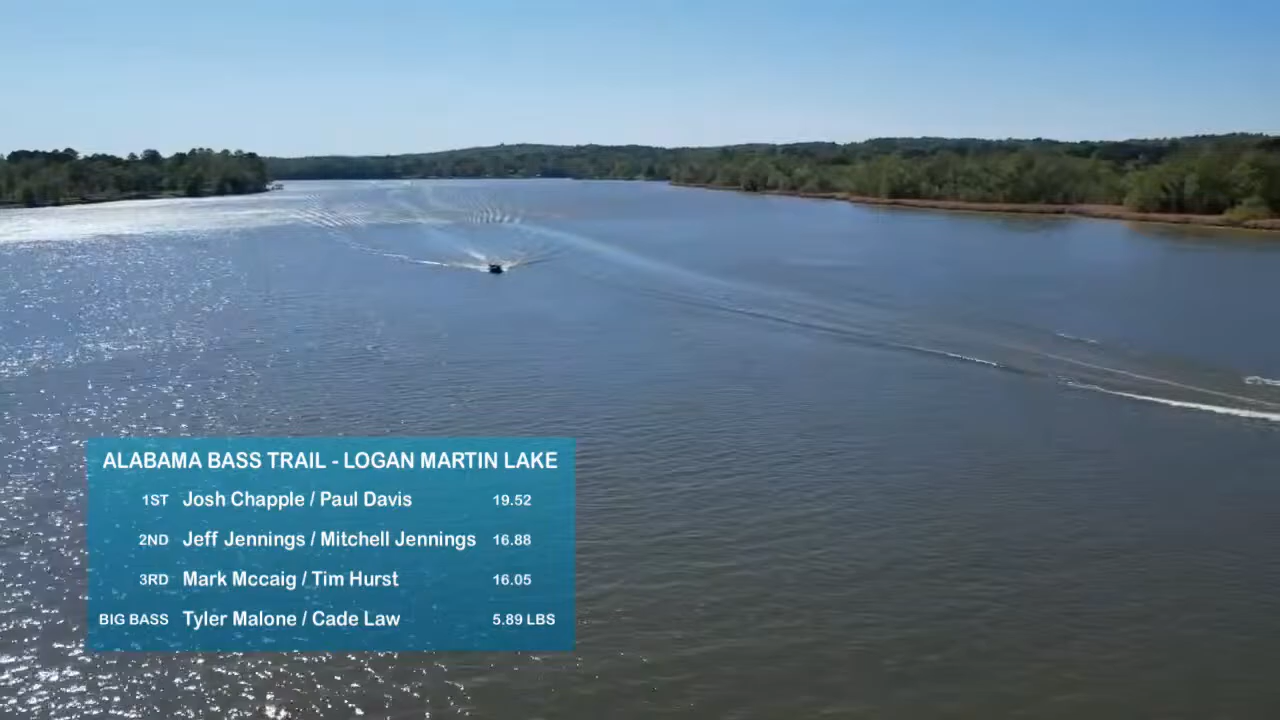 ALABAMA BASS TRAIL - LOGAN MARTIN LAKE
1ST Josh Chapple / Paul Davis 19.52
2ND Jeff Jennings / Mitchell Jennings 16.88
3RD Mark Mccaig / Tim Hurst 16.05
BIG BASS Tyler Malone / Cade Law 5.89 LBS